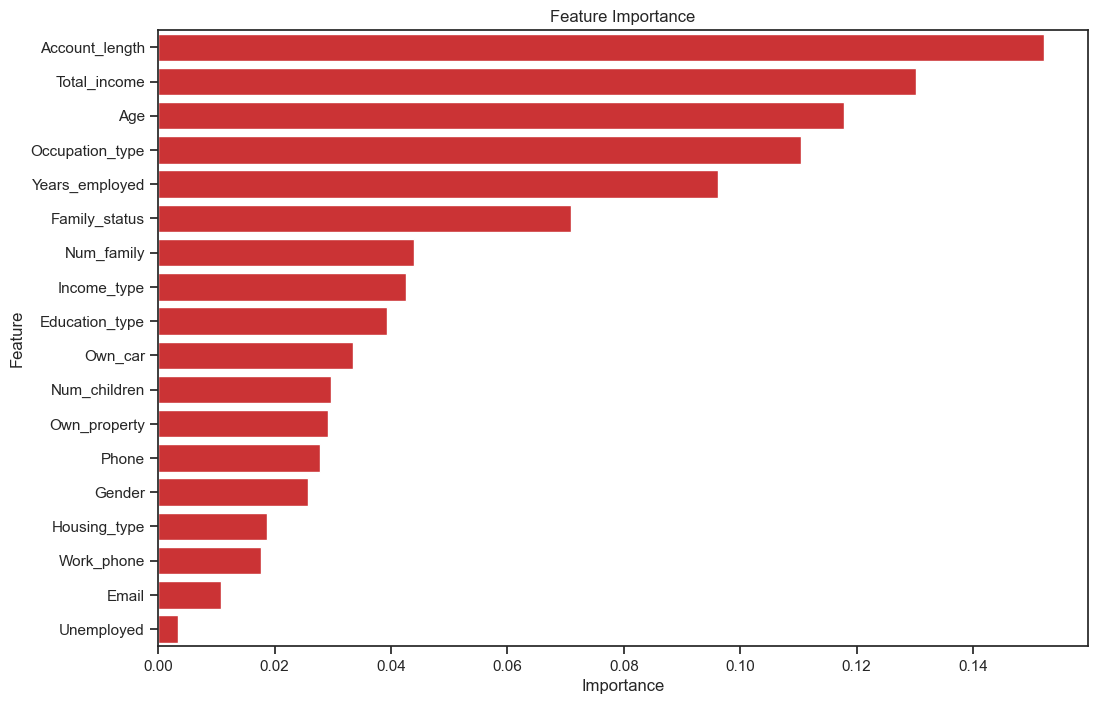 Feature Importance
Account_length
Total_income
Age
Occupation_type
Years_employed
Family_status
Num_family
Income_type
Education_type
Own_car
Num_children
Own_property
Phone
Gender
Housing_type
Work_phone
Email
Unemployed
Feature
0.00 0.02 0.04 0.06 0.08 0.10 0.12 0.14
Importance